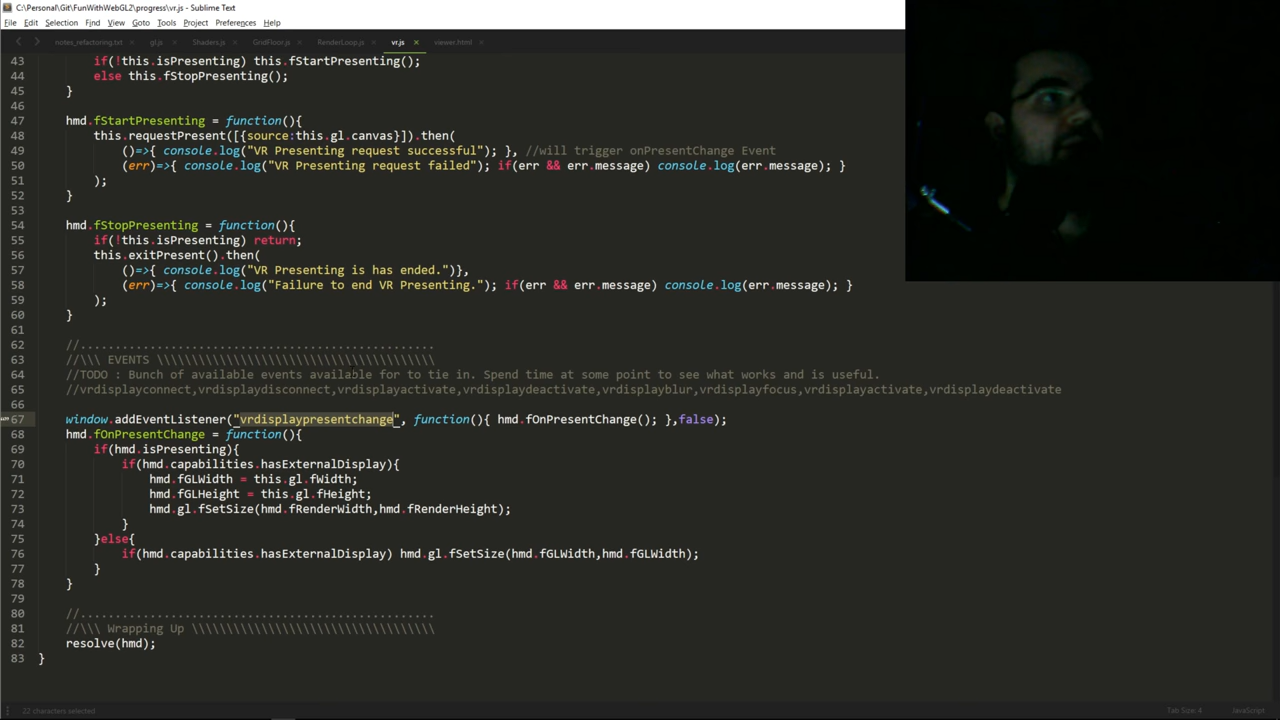 C:\Personal\Git\FunWithWebGL2\progress\vr.js - Sublime Text
File Edit Selection Find View Goto Tools Project Preferences Help
notes_refactoring.txt × gl.js × Shaders.js × GridFloor.js × RenderLoop.js × vr.js × viewer.html ×
43 if(!this.isPresenting) this.fStartPresenting();
44 else this.fStopPresenting();
45 }
46
47 hmd.fStartPresenting = function(){
48 this.requestPresent([{source:this.gl.canvas}]).then(
49 ()=>{ console.log("VR Presenting request successful"); }, //will trigger onPresentChange Event
50 (err)=>{ console.log("VR Presenting request failed"); if(err && err.message) console.log(err.message); }
51 );
52 }
53
54 hmd.fStopPresenting = function(){
55 if(!this.isPresenting) return;
56 this.exitPresent().then(
57 ()=>{ console.log("VR Presenting is has ended.")},
58 (err)=>{ console.log("Failure to end VR Presenting."); if(err && err.message) console.log(err.message); }
59 );
60 }
61
62 //..................................................
63 //\\\ EVENTS \\\\\\\\\\\\\\\\\\\\\\\\\\\\\\\\\\\\\\\\
64 //TODO : Bunch of available events available for to tie in. Spend time at some point to see what works and is useful.
65 //vrdisplayconnect,vrdisplaydisconnect,vrdisplayactivate,vrdisplaydeactivate,vrdisplayblur,vrdisplayfocus,vrdisplayactivate,vrdisplaydeactivate
66
67 window.addEventListener("vrdisplaypresentchange", function(){ hmd.fOnPresentChange(); },false);
68 hmd.fOnPresentChange = function(){
69 if(hmd.isPresenting){
70 if(hmd.capabilities.hasExternalDisplay){
71 hmd.fGLWidth = this.gl.fWidth;
72 hmd.fGLHeight = this.gl.fHeight;
73 hmd.gl.fSetSize(hmd.fRenderWidth,hmd.fRenderHeight);
74 }
75 }else{
76 if(hmd.capabilities.hasExternalDisplay) hmd.gl.fSetSize(hmd.fGLWidth,hmd.fGLWidth);
77 }
78 }
79
80 //..................................................
81 //\\\ Wrapping Up \\\\\\\\\\\\\\\\\\\\\\\\\\\\\\\\\\\
82 resolve(hmd);
83 }
22 characters selected Tab Size: 4 JavaScript